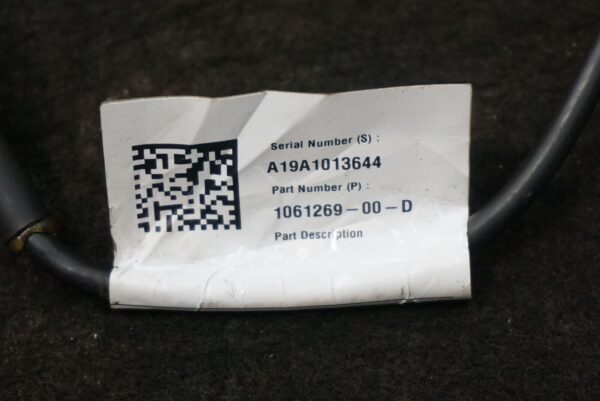 Serial Number (S) :
A19A1013644
Part Number (P) :
1061269-00-D
Part Description